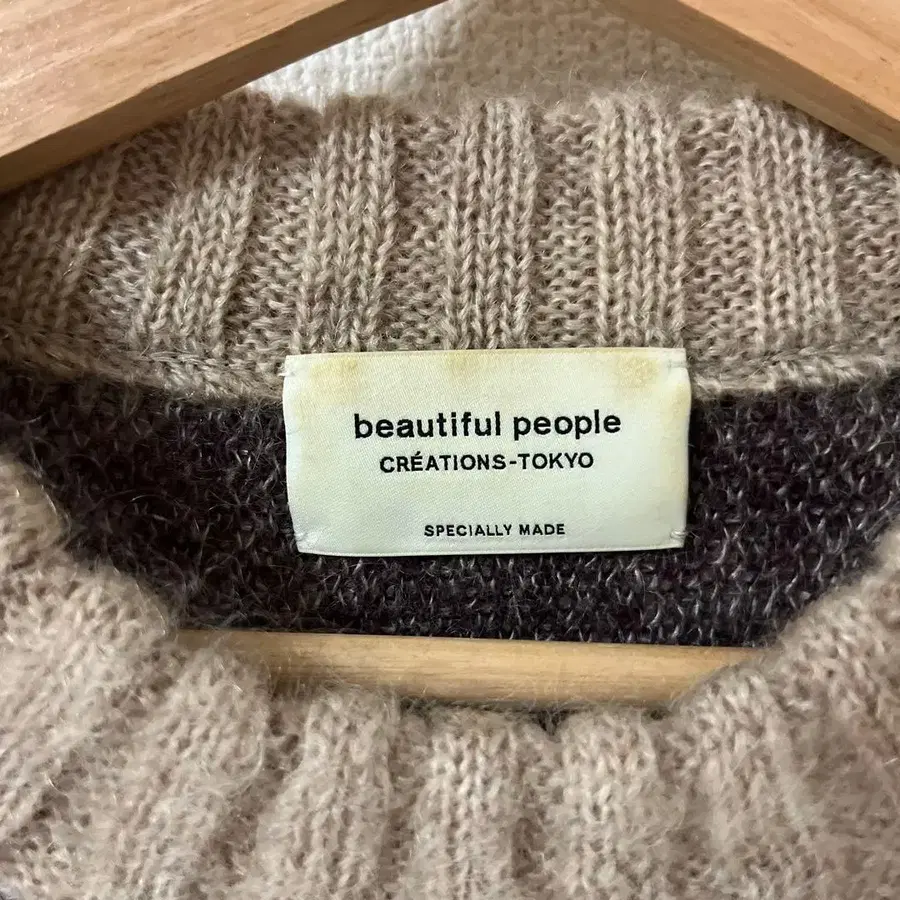 beautiful people
CRÉATIONS-TOKYO
SPECIALLY MADE